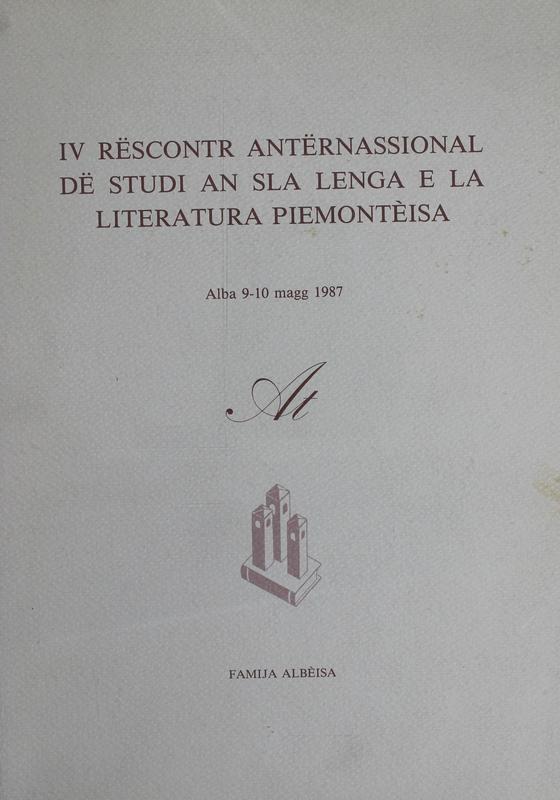 IV RËSCONTR ANTËRNASSIONAL
DË STUDI AN SLA LENGA E LA
LITERATURA PIEMONTÈISA
Alba 9-10 magg 1987
At
FAMIJA ALBÈISA